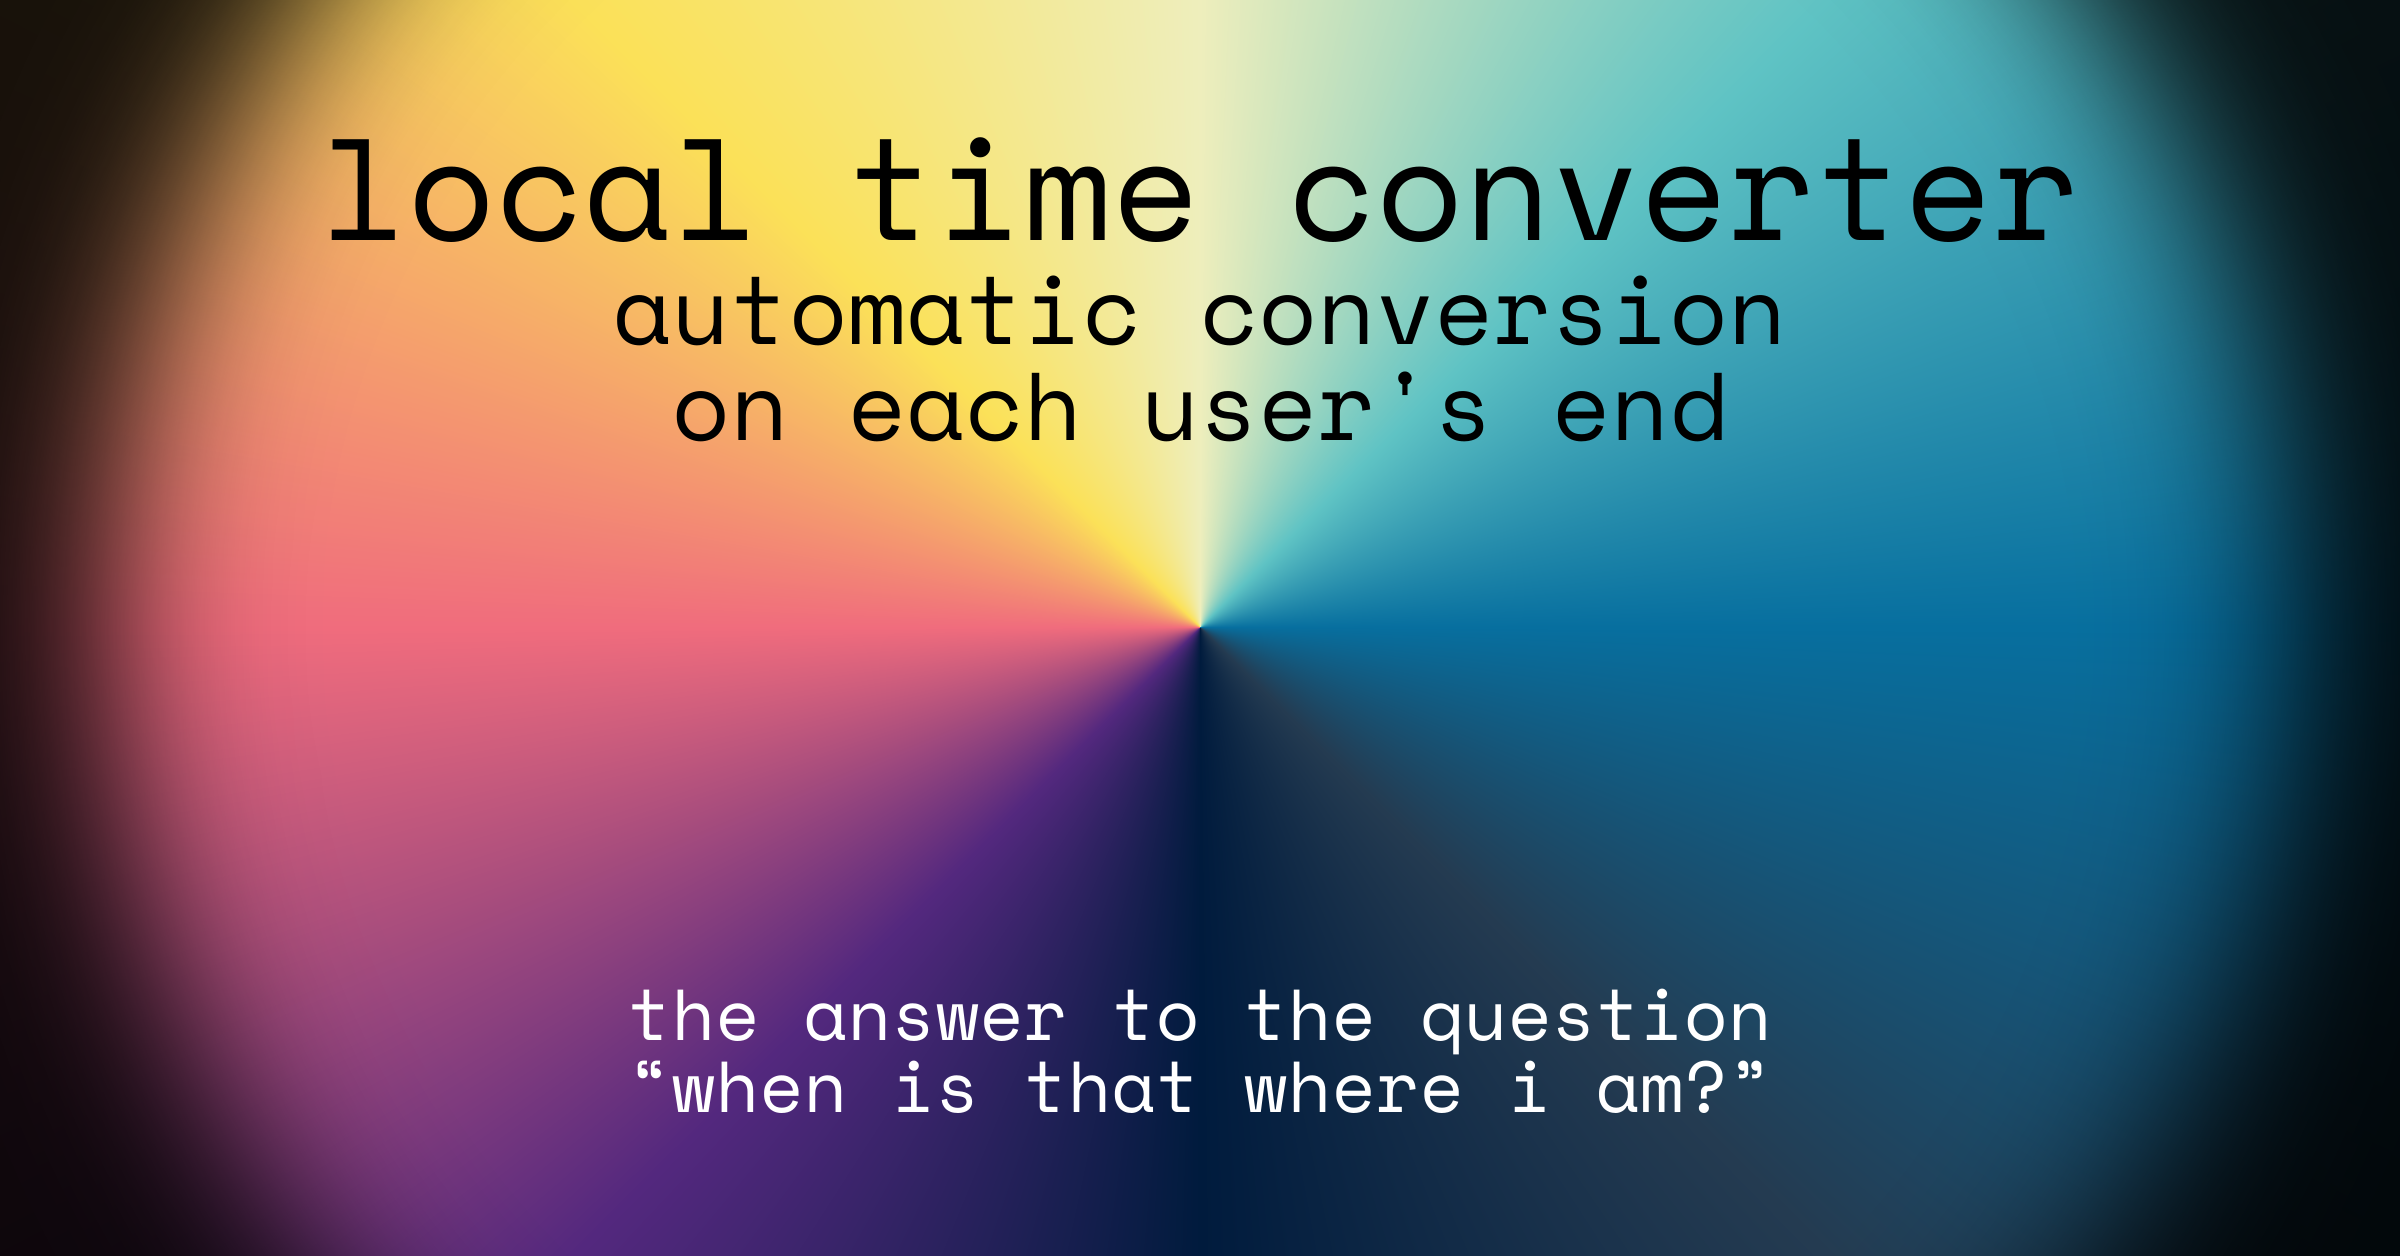 local time converter
automatic conversion
on each user's end
the answer to the question
“when is that where i am?”